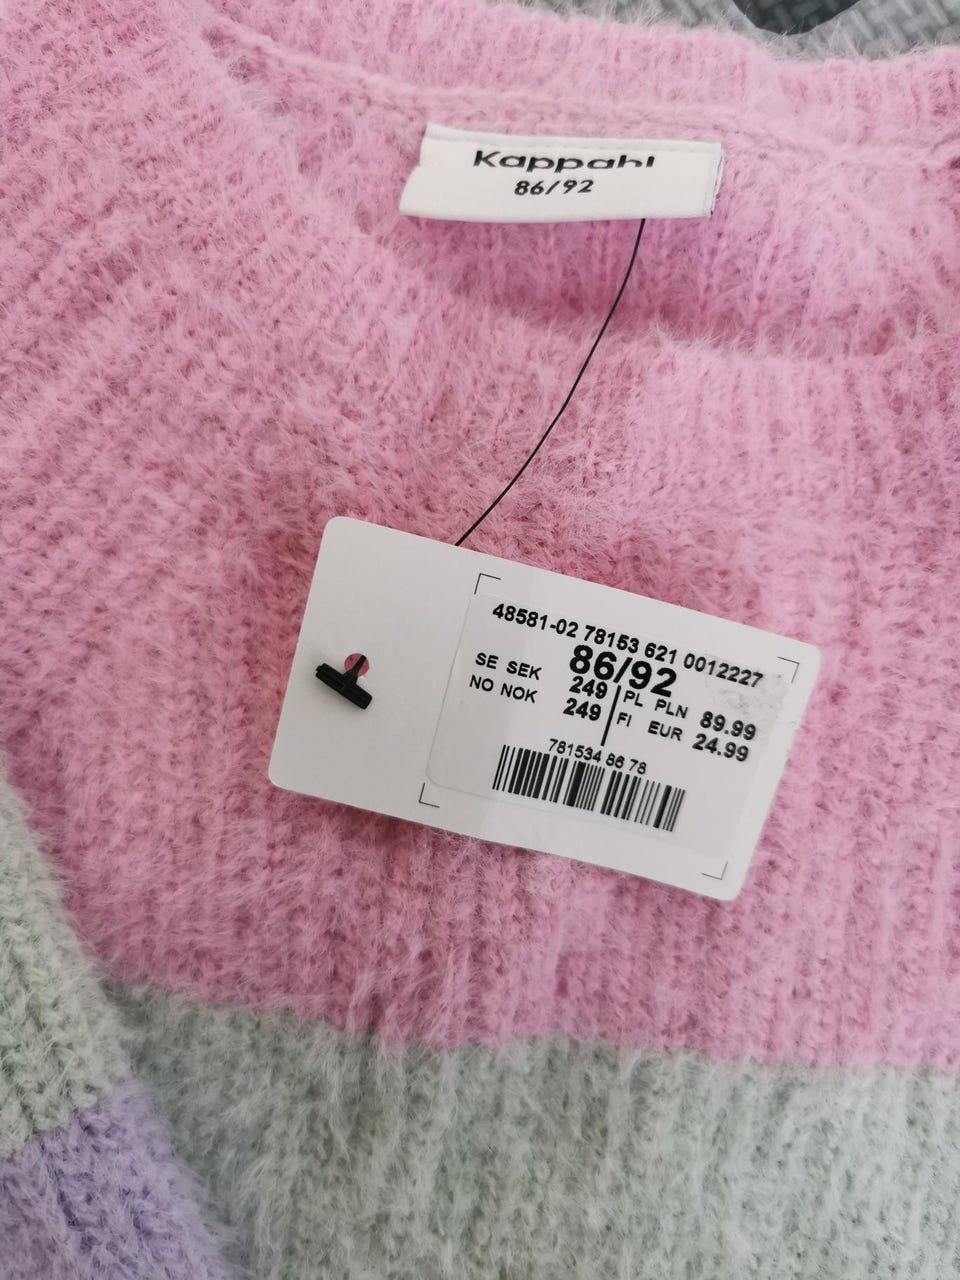 Kappahl
86/92
48581-02 78153 621 0012227
86/92
SE SEK 249 PL PLN 89.99
NO NOK 249 FI EUR 24.99
781534 86 78